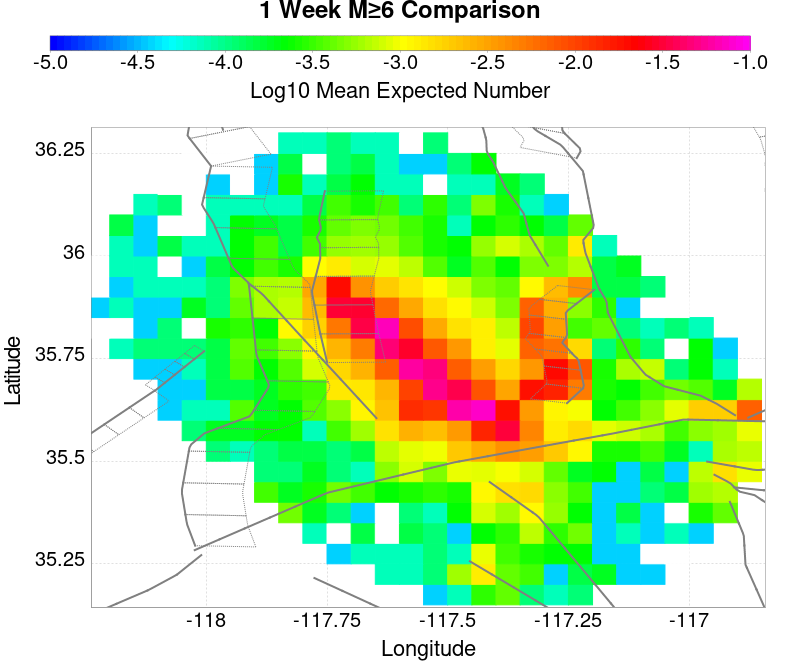 1 Week M≥6 Comparison
-5.0 -4.5 -4.0 -3.5 -3.0 -2.5 -2.0 -1.5 -1.0
Log10 Mean Expected Number
36.25
36
35.75
35.5
35.25
Latitude
-118 -117.75 -117.5 -117.25 -117
Longitude